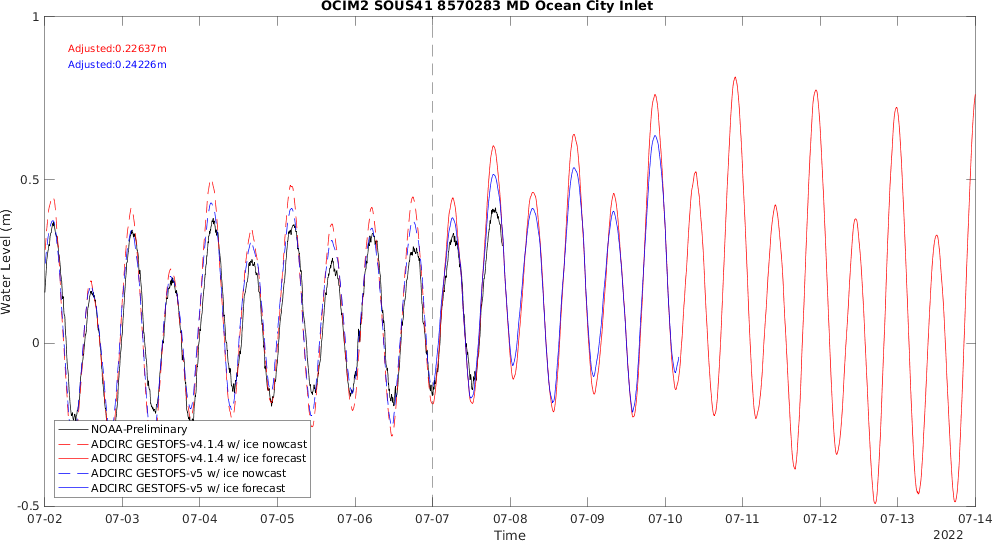 OCIM2 SOUS41 8570283 MD Ocean City Inlet
1
Adjusted:0.22637m
Adjusted:0.24226m
0.5
Water Level (m)
0
NOAA-Preliminary
ADCIRC GESTOFS-v4.1.4 w/ ice nowcast
ADCIRC GESTOFS-v4.1.4 w/ ice forecast
ADCIRC GESTOFS-v5 w/ ice nowcast
ADCIRC GESTOFS-v5 w/ ice forecast
-0.5
07-02 07-03 07-04 07-05 07-06 07-07 07-08 07-09 07-10 07-11 07-12 07-13 07-14
Time
2022